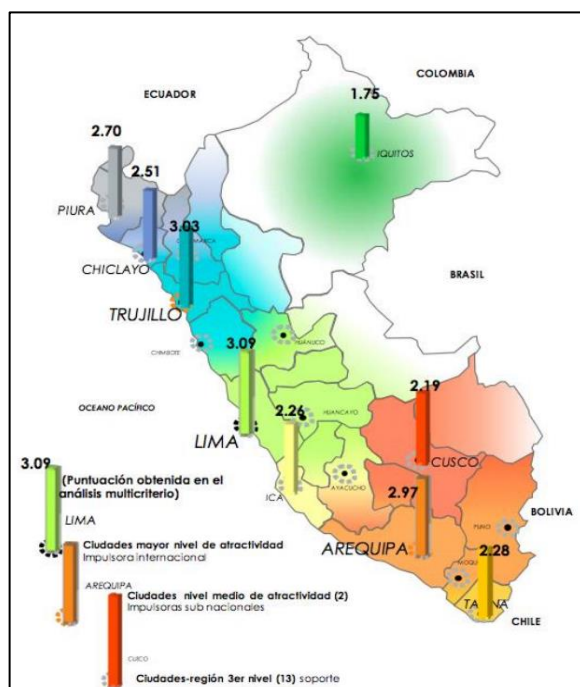 COLOMBIA
ECUADOR
1.75
IQUITOS
2.70
PIURA
2.51
CHICLAYO
3.03
CAJAMARCA
TRUJILLO
BRASIL
CHIMBOTE
HUÁNUCO
3.09
OCEANO PACÍFICO
LIMA
HUANCAYO
2.26
ICA
AYACUCHO
2.19
CUSCO
2.97
AREQUIPA
PUNO
BOLIVIA
2.28
CHILE
3.09
(Puntuación obtenida en el
análisis multicriterio)
LIMA
Ciudades mayor nivel de atractividad
Impulsora internacional
AREQUIPA
Ciudades nivel medio de atractividad (2)
Impulsoras sub nacionales
CUSCO
Ciudades-región 3er nivel (13) soporte